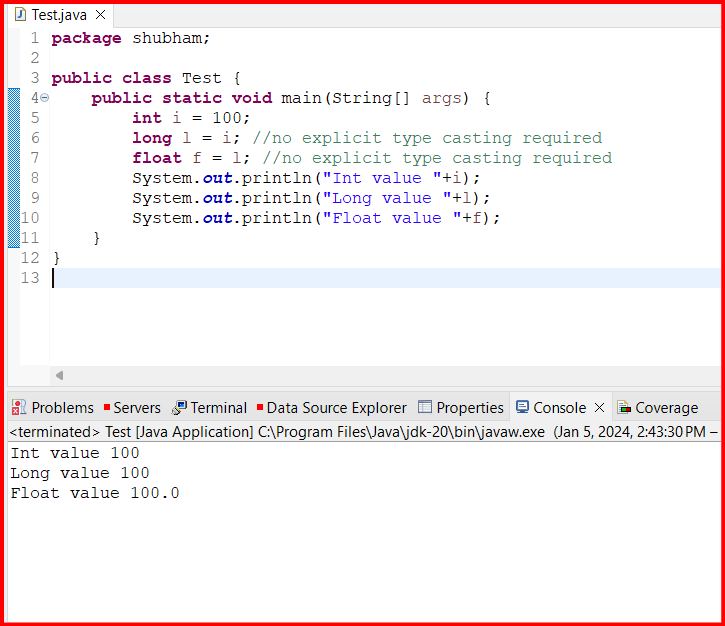 Test.java
1 package shubham;
2
3 public class Test {
4 public static void main(String[] args) {
5 int i = 100;
6 long l = i; //no explicit type casting required
7 float f = l; //no explicit type casting required
8 System.out.println("Int value "+i);
9 System.out.println("Long value "+l);
10 System.out.println("Float value "+f);
11 }
12 }
13
Problems Servers Terminal Data Source Explorer Properties Console Coverage
<terminated> Test [Java Application] C:\Program Files\Java\jdk-20\bin\javaw.exe (Jan 5, 2024, 2:43:30 PM –
Int value 100
Long value 100
Float value 100.0